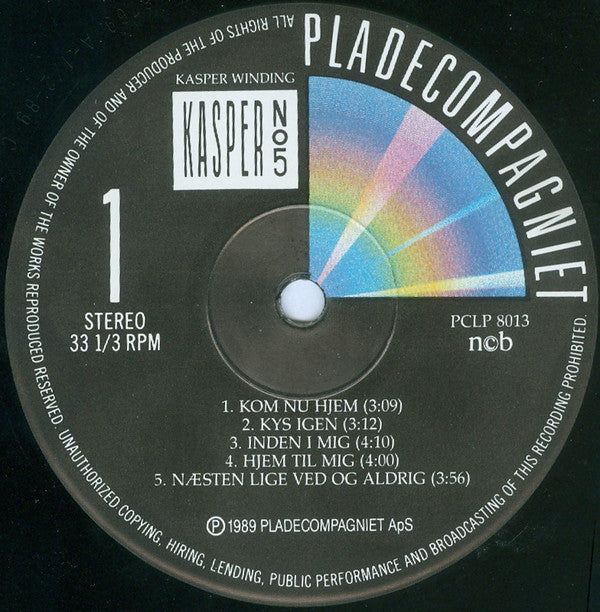 PLADECOMPAGNIET
KASPER WINDING
KASPER No5
1
STEREO
33 1/3 RPM
PCLP 8013
n©b
1. KOM NU HJEM (3:09)
2. KYS IGEN (3:12)
3. INDEN I MIG (4:10)
4. HJEM TIL MIG (4:00)
5. NÆSTEN LIGE VED OG ALDRIG (3:56)
℗ 1989 PLADECOMPAGNIET ApS
ALL RIGHTS OF THE PRODUCER AND OF THE OWNER OF THE WORKS REPRODUCED RESERVED. UNAUTHORIZED COPYING, HIRING, LENDING, PUBLIC PERFORMANCE AND BROADCASTING OF THIS RECORDING PROHIBITED.